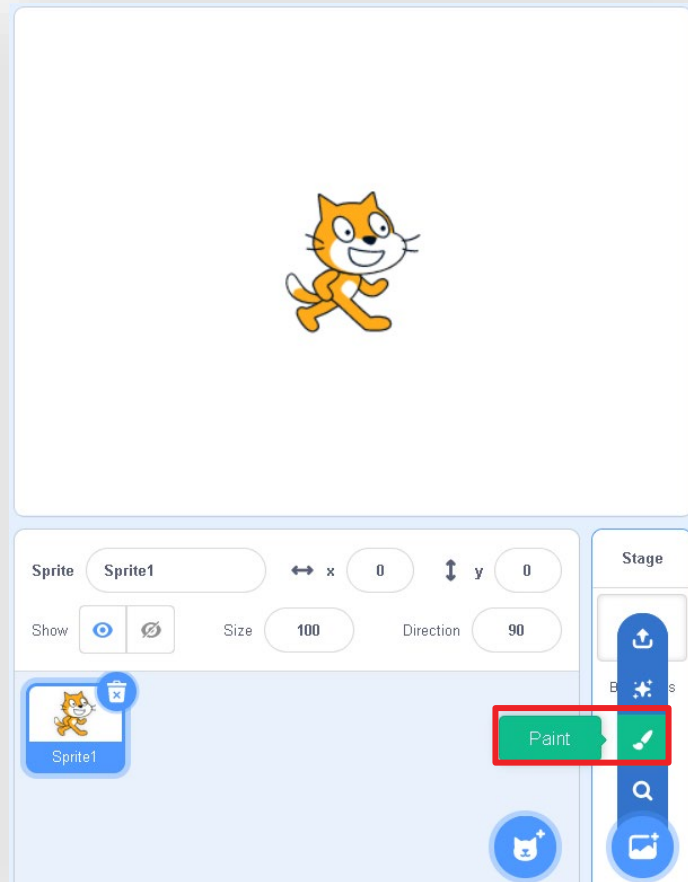 Sprite Sprite1 x 0 y 0
Stage
Show Size 100 Direction 90
Sprite1
Paint